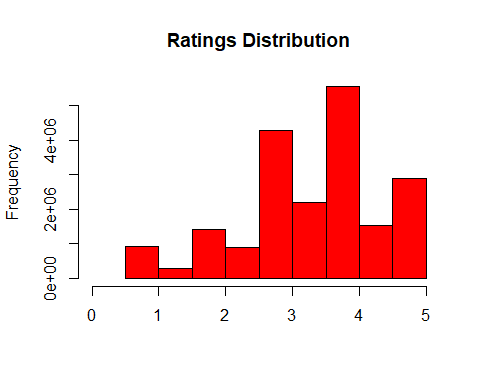 Ratings Distribution
Frequency
4e+06
2e+06
0e+00
0 1 2 3 4 5